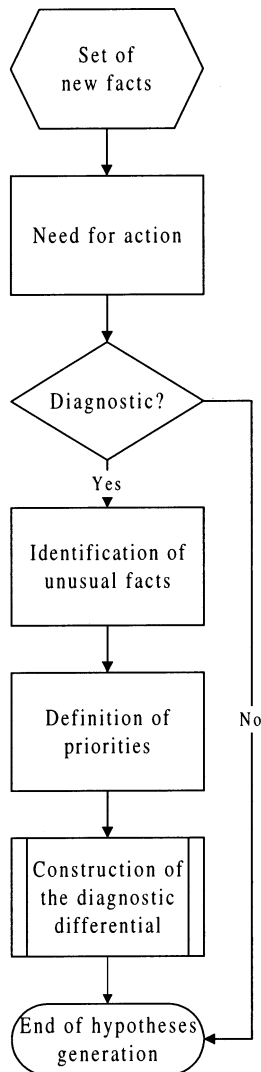 Set of
new facts
Need for action
Diagnostic?
Yes
Identification of
unusual facts
Definition of
priorities
No
Construction of
the diagnostic
differential
End of hypotheses
generation